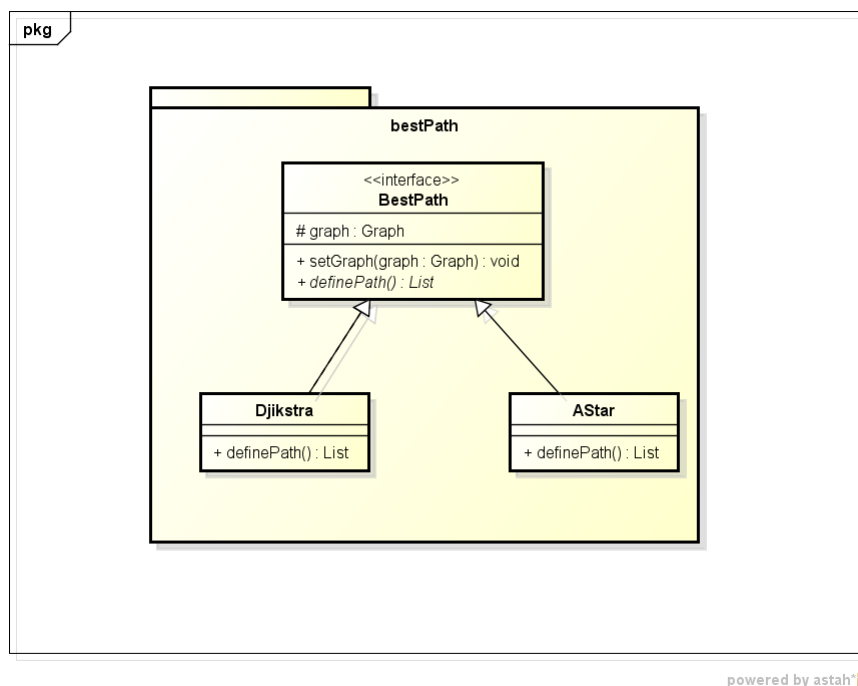 pkg
bestPath
<<interface>>
BestPath
# graph : Graph
+ setGraph(graph : Graph) : void
+ definePath() : List
Djikstra
+ definePath() : List
AStar
+ definePath() : List
powered by astah*